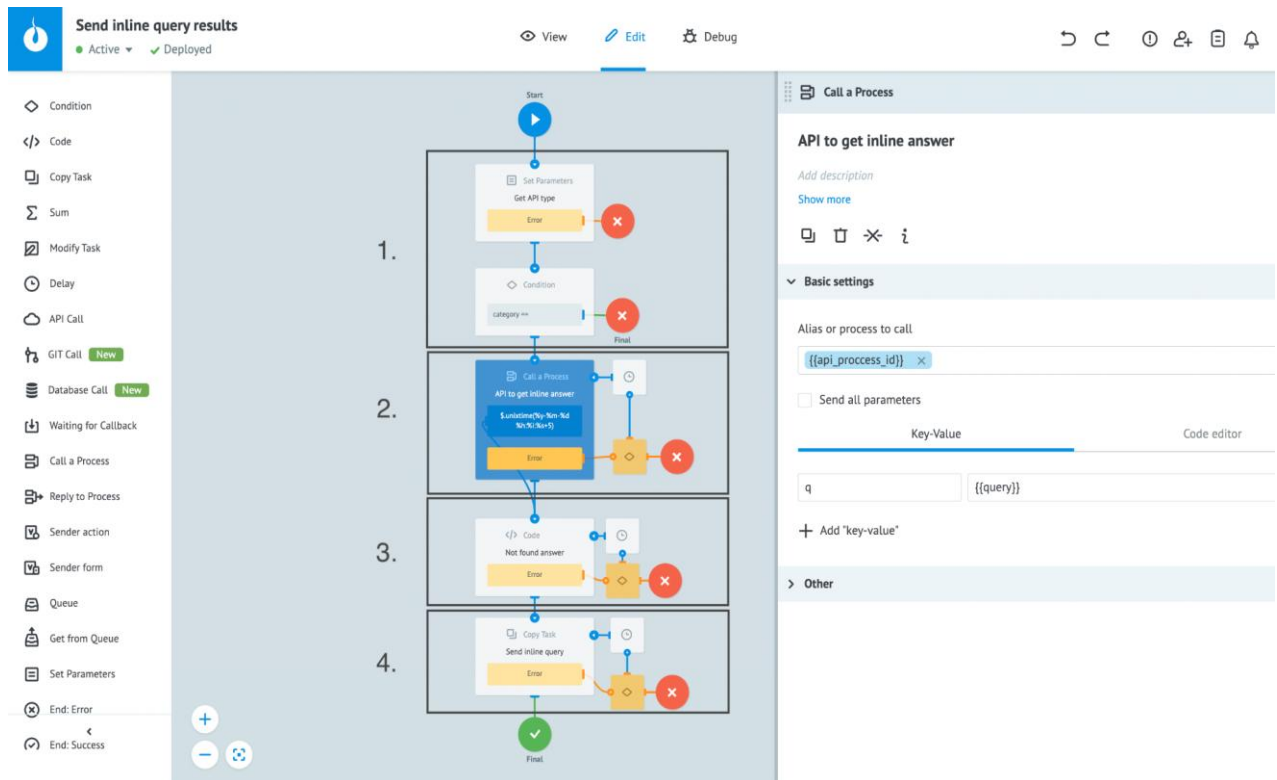 Send inline query results
Active
Deployed
View
Edit
Debug
Condition
Code
Copy Task
Sum
Modify Task
Delay
API Call
GIT Call New
Database Call New
Waiting for Callback
Call a Process
Reply to Process
Sender action
Sender form
Queue
Get from Queue
Set Parameters
End: Error
End: Success
Start
1.
Set Parameters
Get API type
Error
Condition
category ==
Final
2.
Call a Process
API to get inline answer
$.unixtime(%y-%m-%d
%h:%i:%s+5)
Error
3.
</> Code
Not found answer
Error
4.
Copy Task
Send inline query
Error
Final
Call a Process
API to get inline answer
Add description
Show more
Basic settings
Alias or process to call
{{api_proccess_id}}
Send all parameters
Key-Value
Code editor
q
{{query}}
Add "key-value"
Other